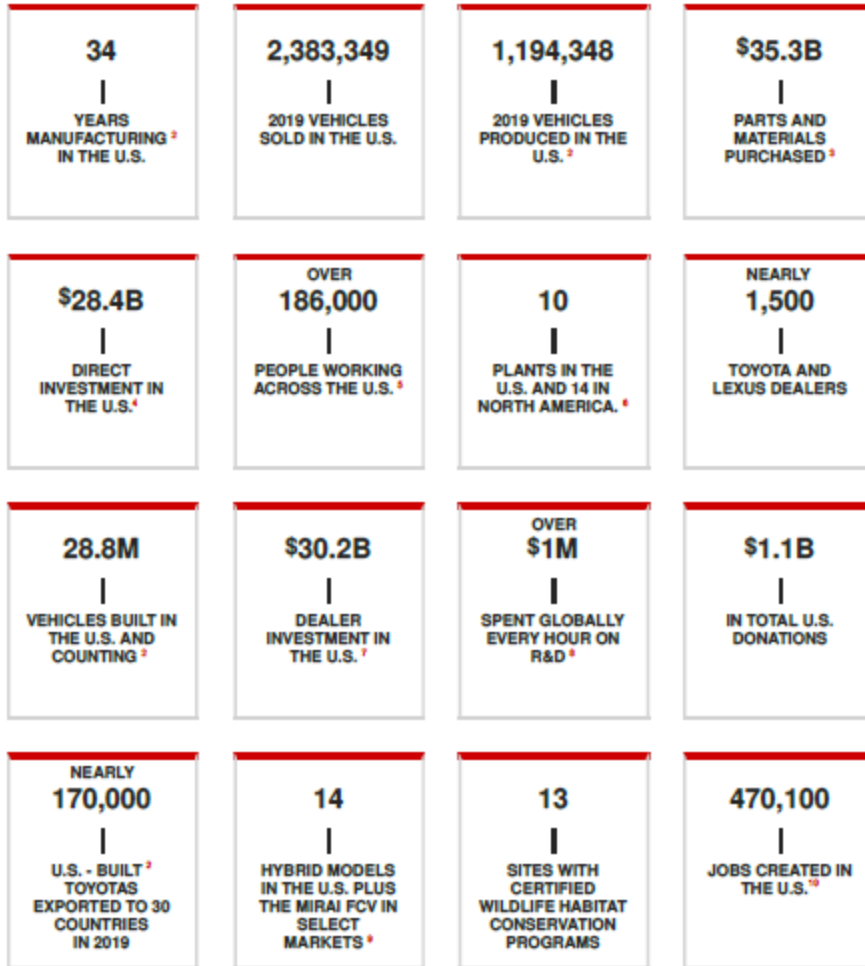 34
YEARS
MANUFACTURING ²
IN THE U.S.
2,383,349
2019 VEHICLES
SOLD IN THE U.S.
1,194,348
2019 VEHICLES
PRODUCED IN THE
U.S. ²
$35.3B
PARTS AND
MATERIALS
PURCHASED ³
$28.4B
DIRECT
INVESTMENT IN
THE U.S.⁴
OVER
186,000
PEOPLE WORKING
ACROSS THE U.S. ⁵
10
PLANTS IN THE
U.S. AND 14 IN
NORTH AMERICA. ⁶
NEARLY
1,500
TOYOTA AND
LEXUS DEALERS
28.8M
VEHICLES BUILT IN
THE U.S. AND
COUNTING ²
$30.2B
DEALER
INVESTMENT IN
THE U.S. ⁷
OVER
$1M
SPENT GLOBALLY
EVERY HOUR ON
R&D ⁸
$1.1B
IN TOTAL U.S.
DONATIONS
NEARLY
170,000
U.S. - BUILT ²
TOYOTAS
EXPORTED TO 30
COUNTRIES
IN 2019
14
HYBRID MODELS
IN THE U.S. PLUS
THE MIRAI FCV IN
SELECT
MARKETS ⁹
13
SITES WITH
CERTIFIED
WILDLIFE HABITAT
CONSERVATION
PROGRAMS
470,100
JOBS CREATED IN
THE U.S.¹⁰